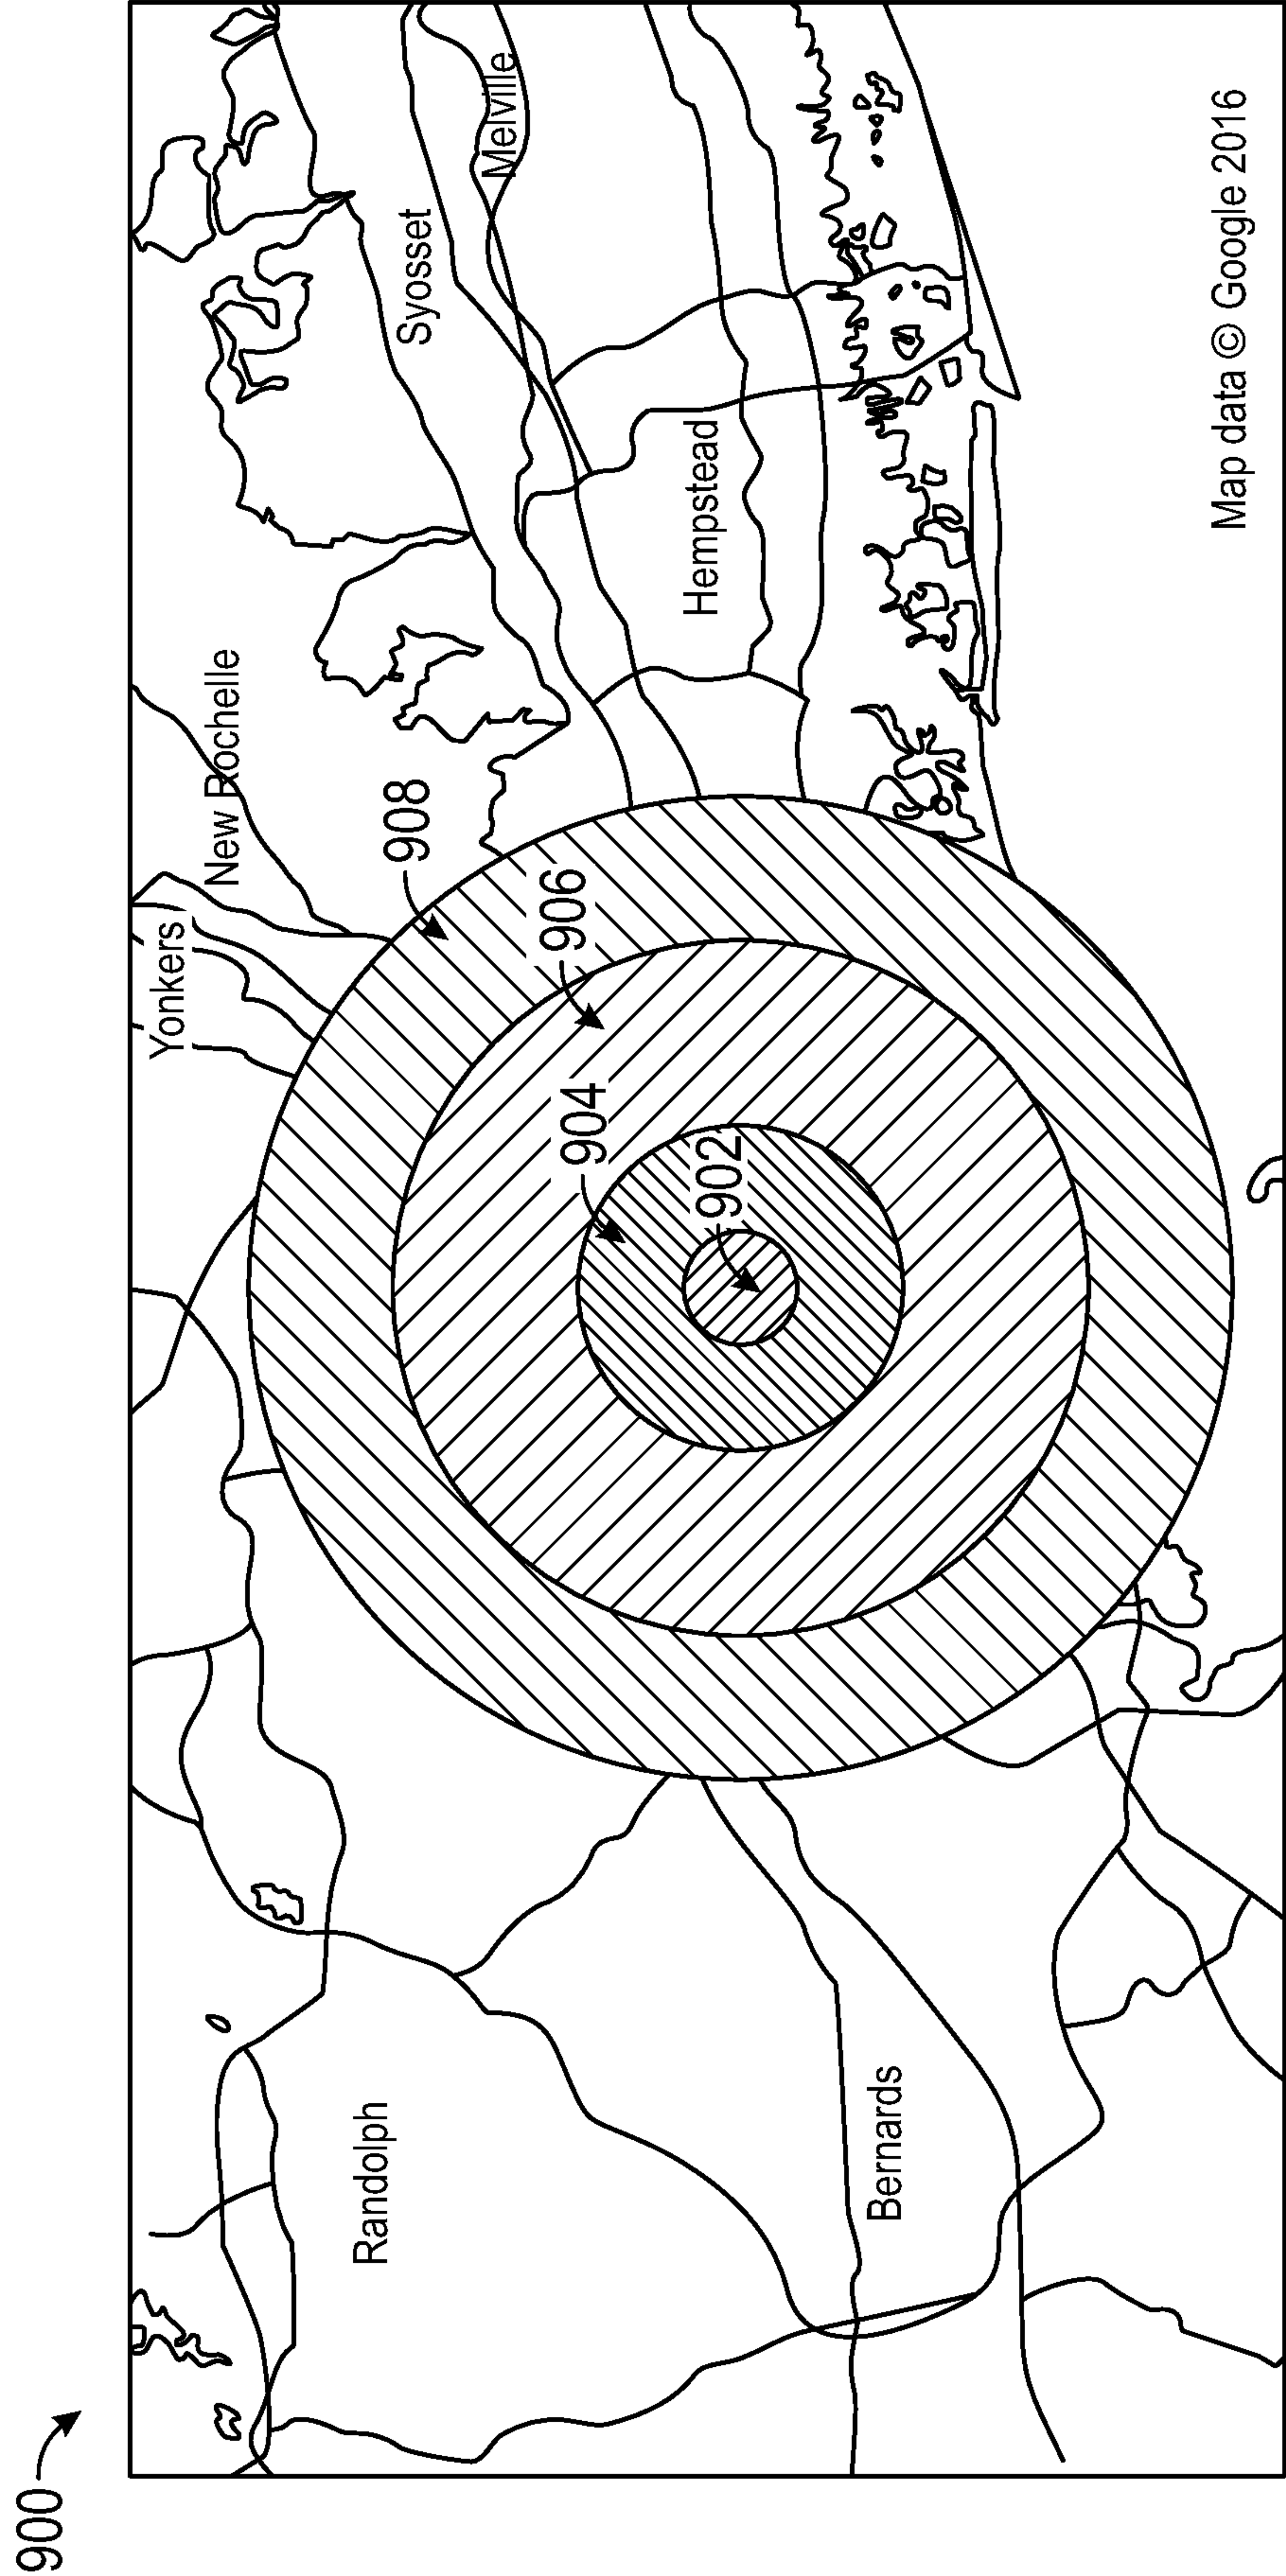 900
Yonkers
New Rochelle
908
Syosset
Melville
906
904
902
Hempstead
Randolph
Bernards
Map data © Google 2016